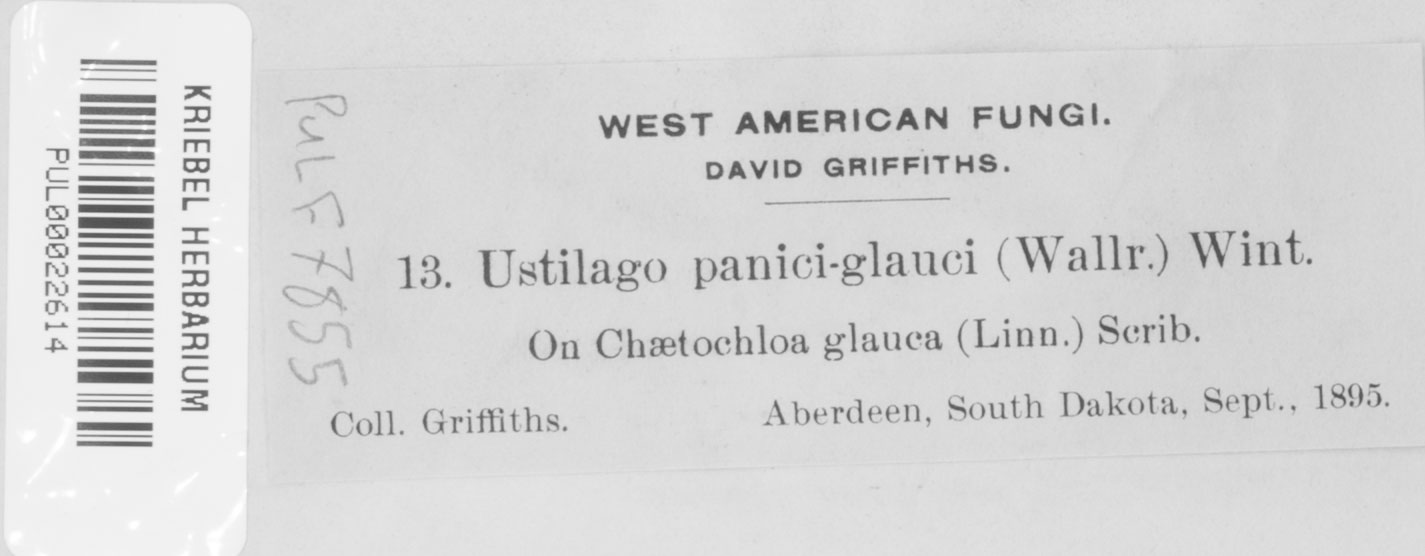 KRIEBEL HERBARIUM
PUL00022614
PULF7855
WEST AMERICAN FUNGI.
DAVID GRIFFITHS.
13. Ustilago panici-glauci (Wallr.) Wint.
On Chætochloa glauca (Linn.) Scrib.
Coll. Griffiths. Aberdeen, South Dakota, Sept., 1895.